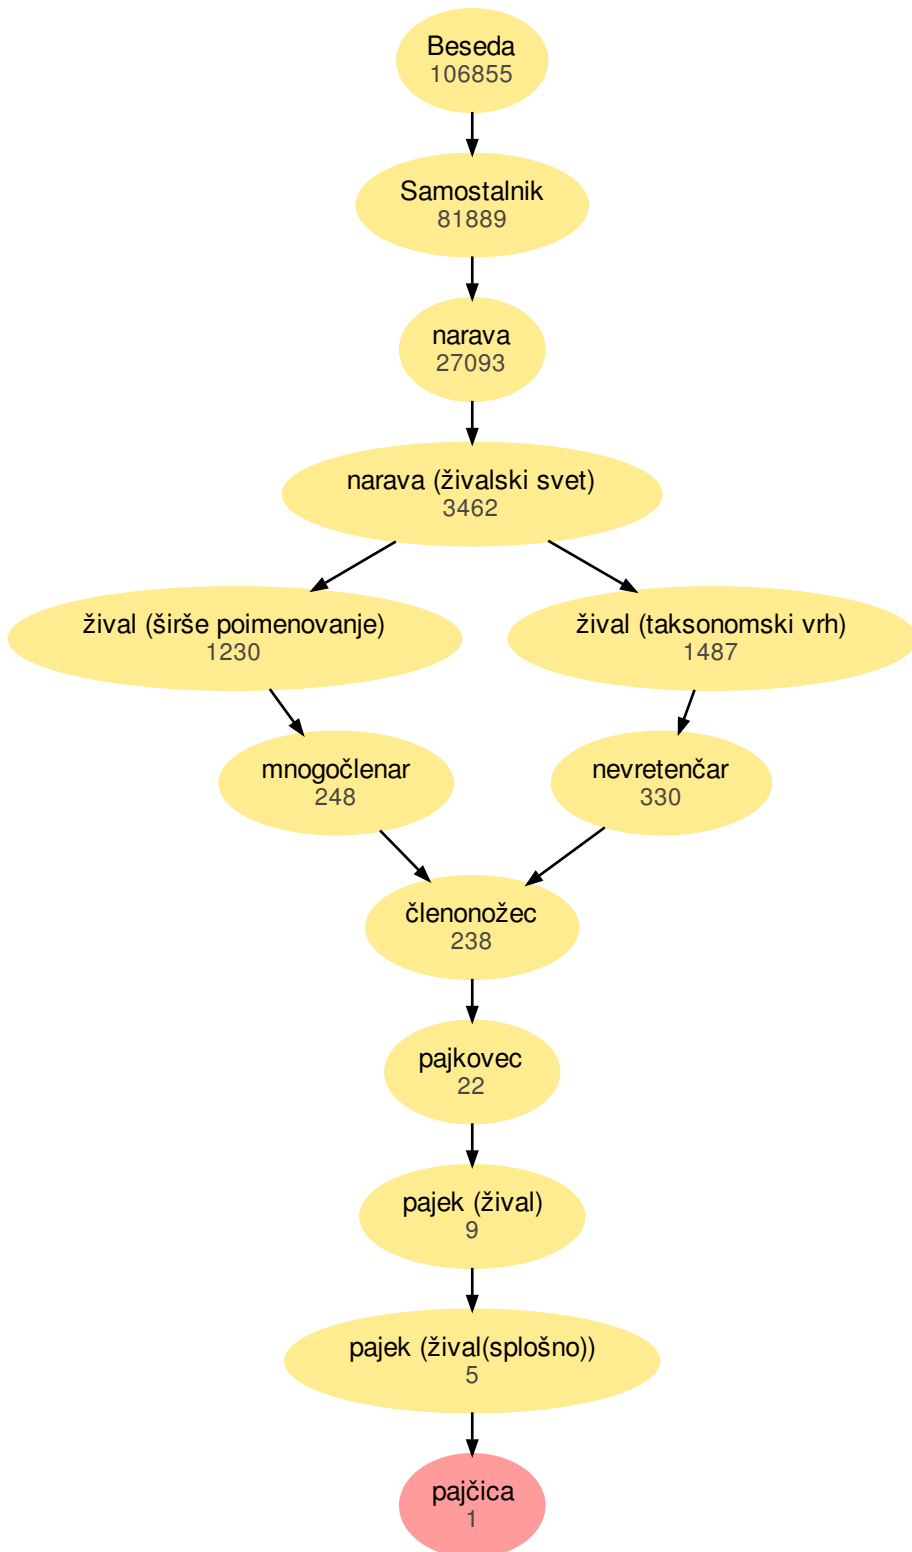 Beseda
106855
Samostalnik
81889
narava
27093
narava (živalski svet)
3462
žival (širše poimenovanje)
1230
žival (taksonomski vrh)
1487
mnogočlenar
248
nevretenčar
330
členonožec
238
pajkovec
22
pajek (žival)
9
pajek (žival(splošno))
5
pajčica
1